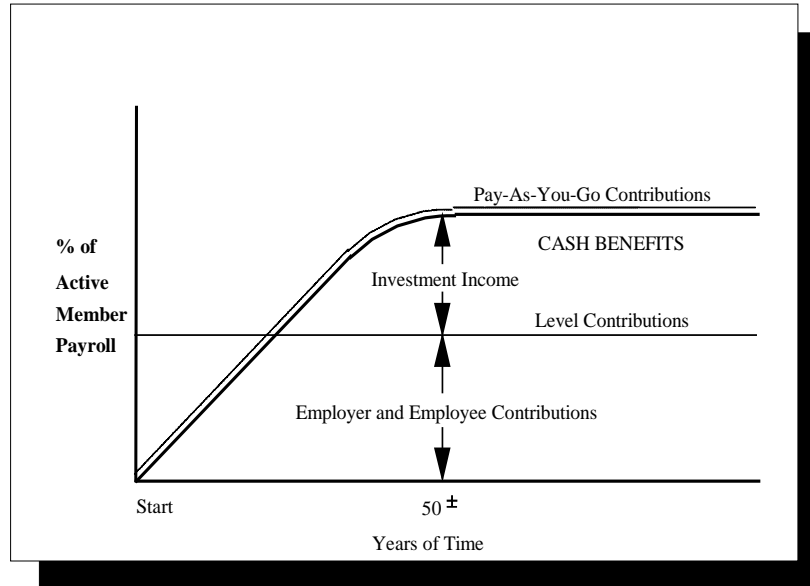 Pay-As-You-Go Contributions
CASH BENEFITS
% of
Active
Member
Payroll
Investment Income
Level Contributions
Employer and Employee Contributions
Start
50 ±
Years of Time